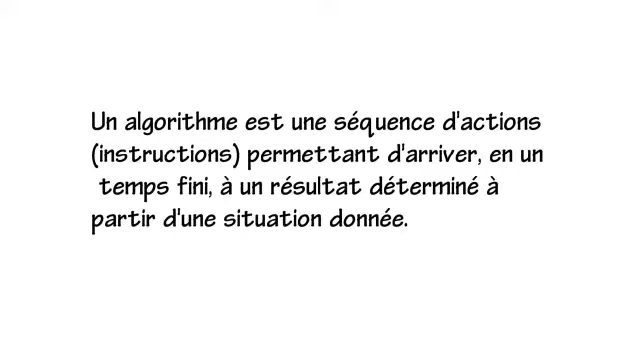 Un algorithme est une séquence d'actions
(instructions) permettant d'arriver, en un
temps fini, à un résultat déterminé à
partir d'une situation donnée.